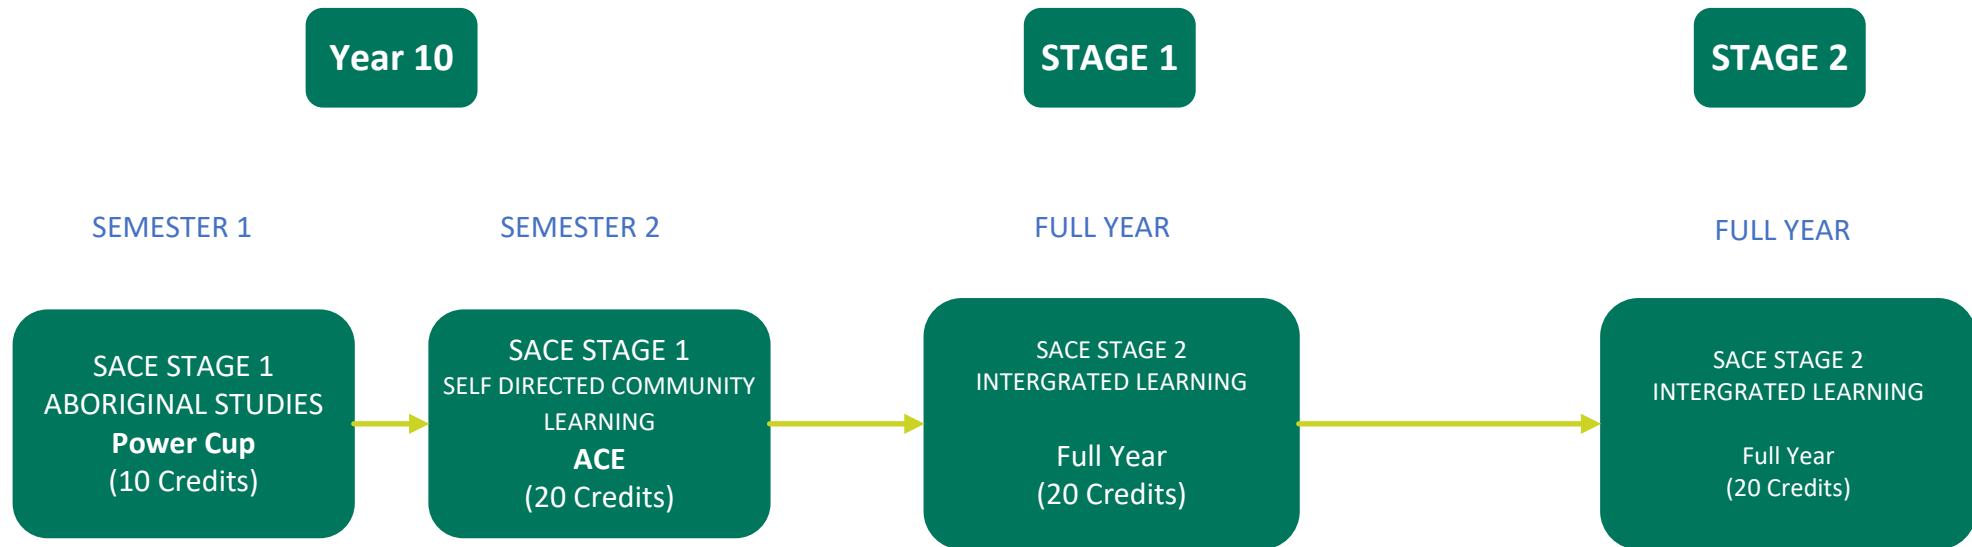 Year 10
STAGE 1
STAGE 2
SEMESTER 1
SEMESTER 2
FULL YEAR
FULL YEAR
SACE STAGE 1
ABORIGINAL STUDIES
Power Cup
(10 Credits)
SACE STAGE 1
SELF DIRECTED COMMUNITY
LEARNING
ACE
(20 Credits)
SACE STAGE 2
INTERGRATED LEARNING
Full Year
(20 Credits)
SACE STAGE 2
INTERGRATED LEARNING
Full Year
(20 Credits)